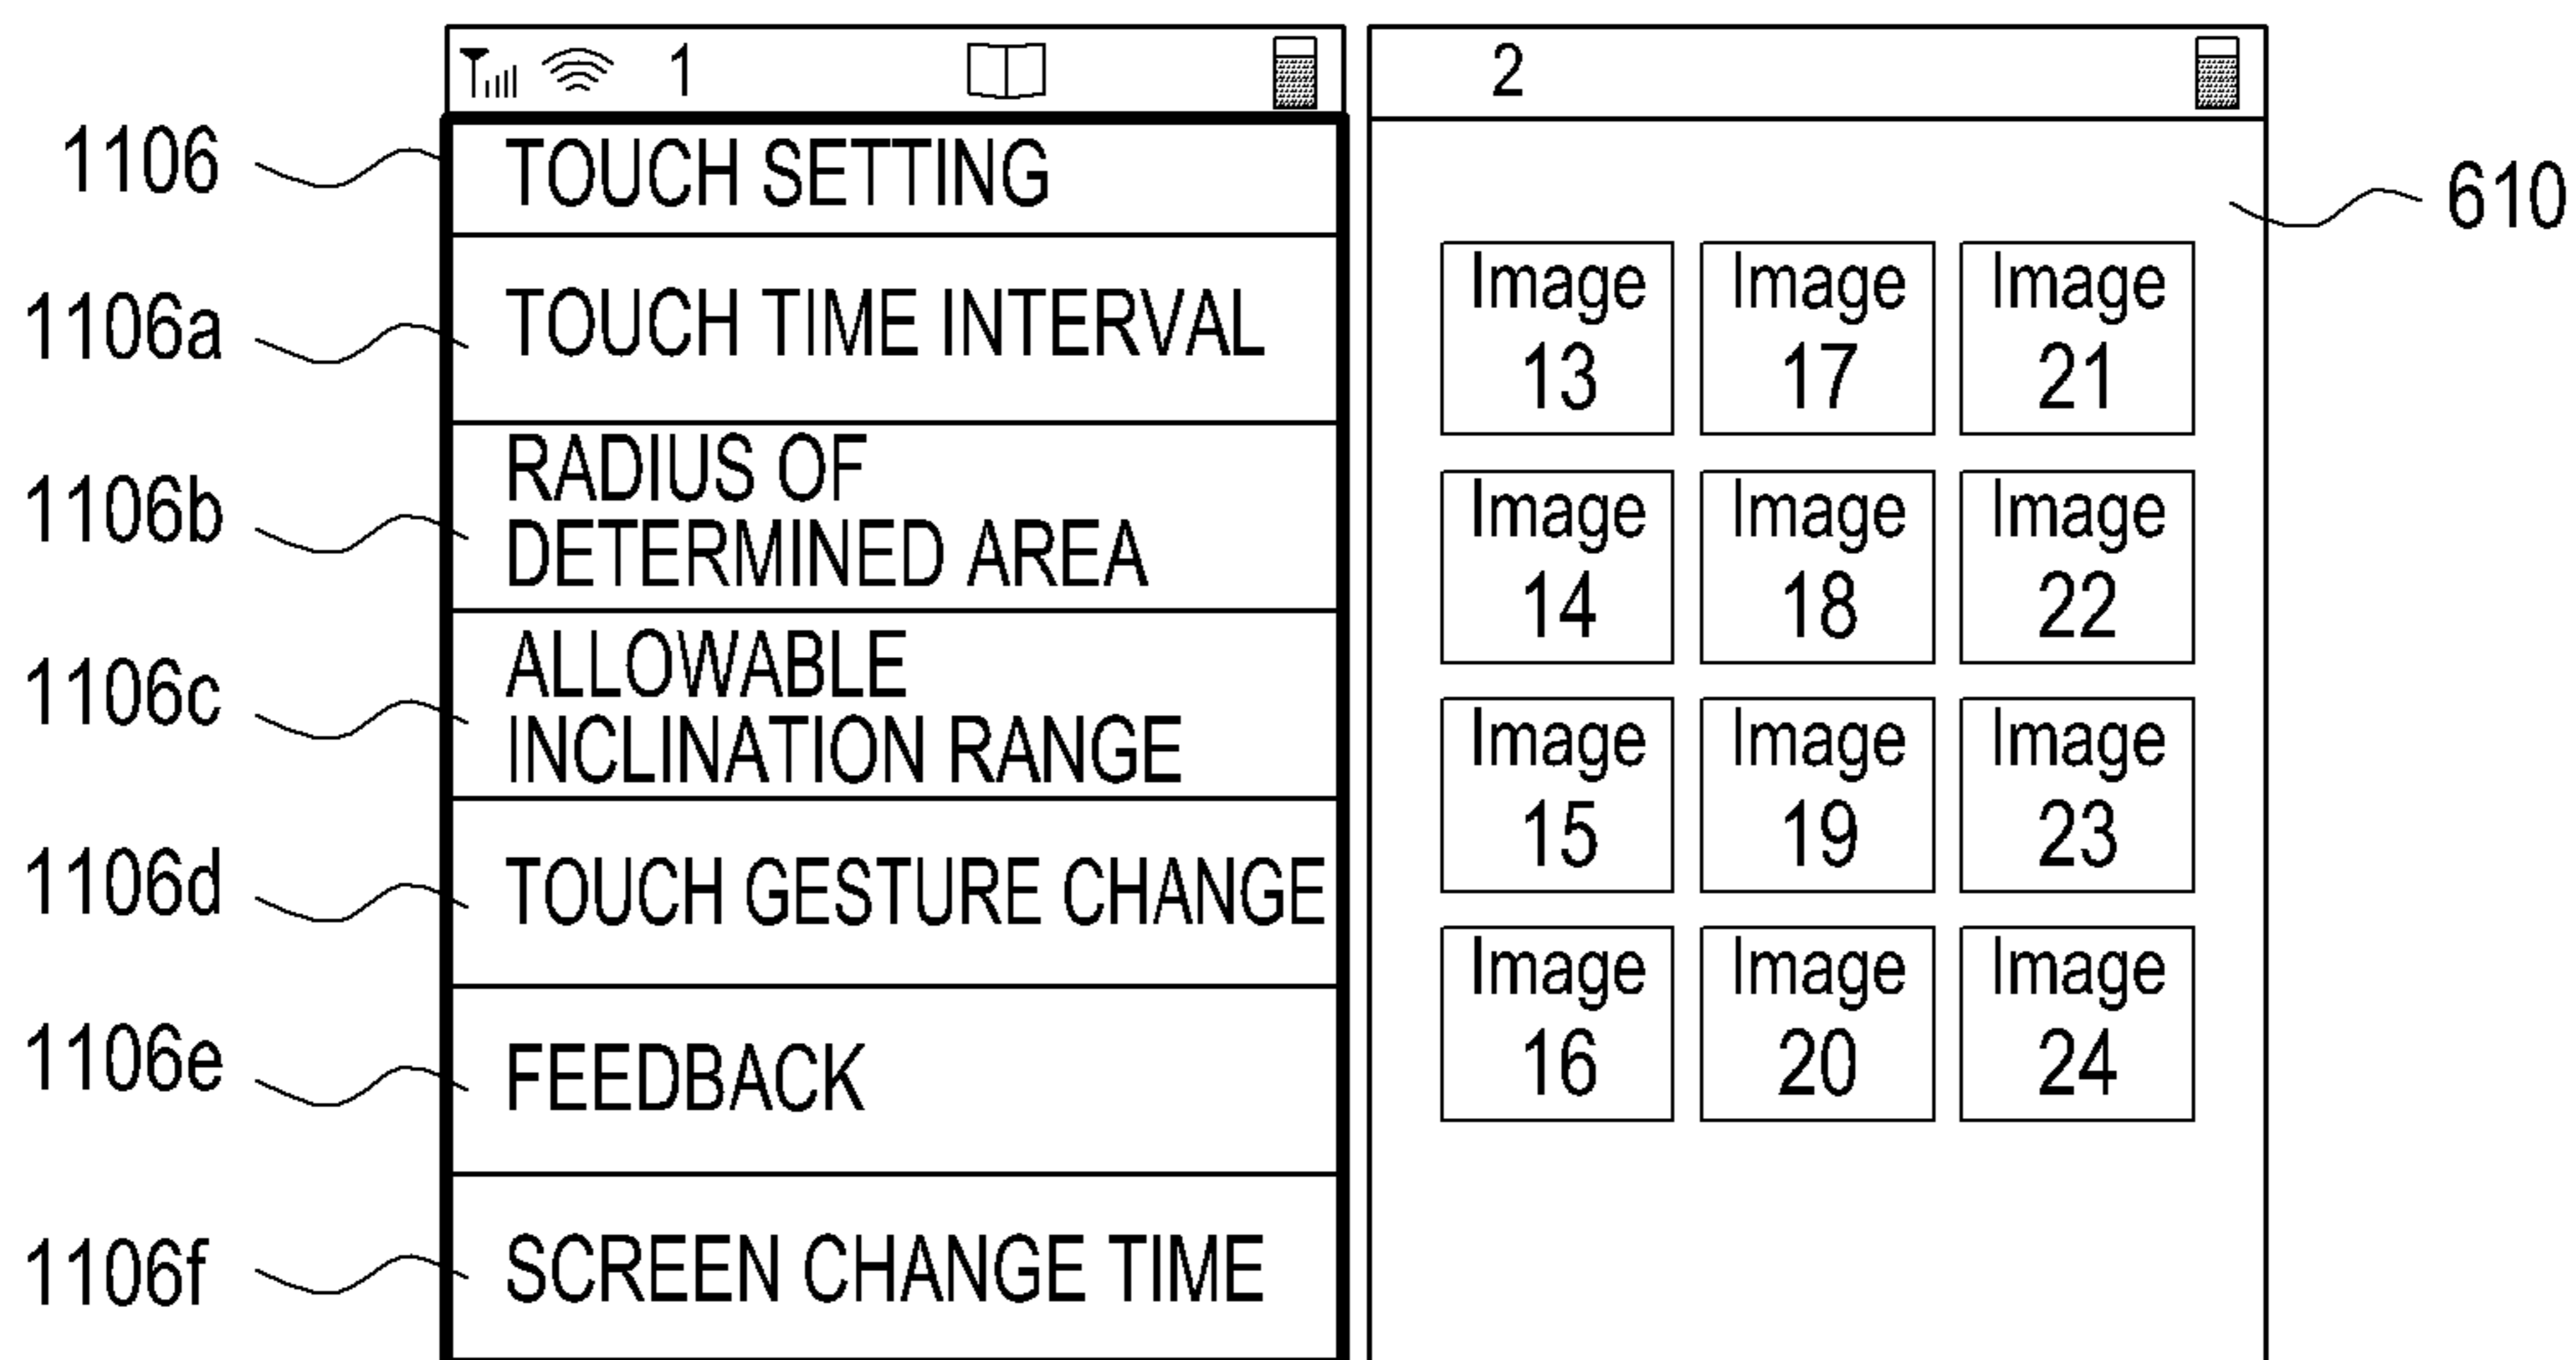 1
2
1106
TOUCH SETTING
610
1106a
TOUCH TIME INTERVAL
1106b
RADIUS OF
DETERMINED AREA
1106c
ALLOWABLE
INCLINATION RANGE
1106d
TOUCH GESTURE CHANGE
1106e
FEEDBACK
1106f
SCREEN CHANGE TIME
Image
13
Image
17
Image
21
Image
14
Image
18
Image
22
Image
15
Image
19
Image
23
Image
16
Image
20
Image
24